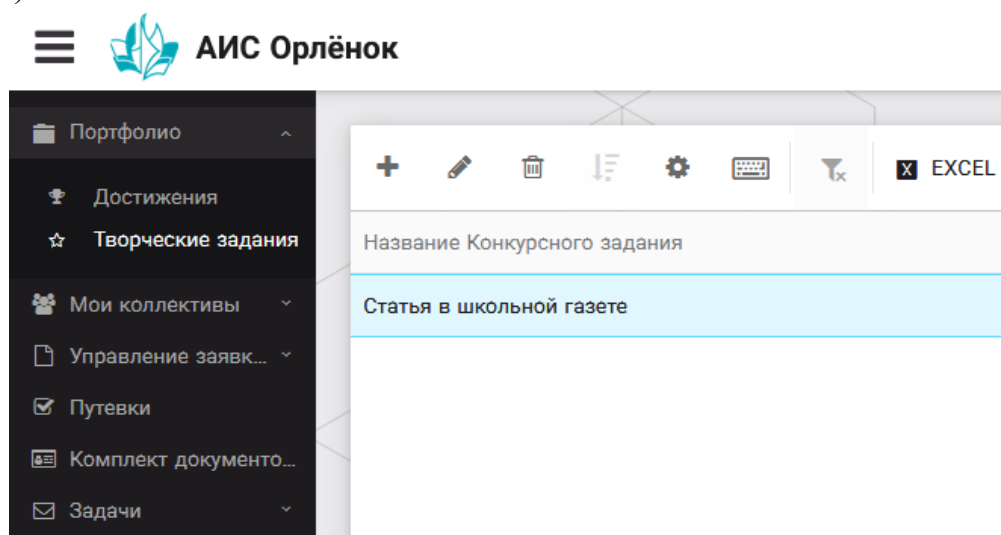 АИС Орлёнок
Портфолио
Достижения
Творческие задания
Мои коллективы
Управление заявк...
Путевки
Комплект документо...
Задачи
X EXCEL
Название Конкурсного задания
Статья в школьной газете